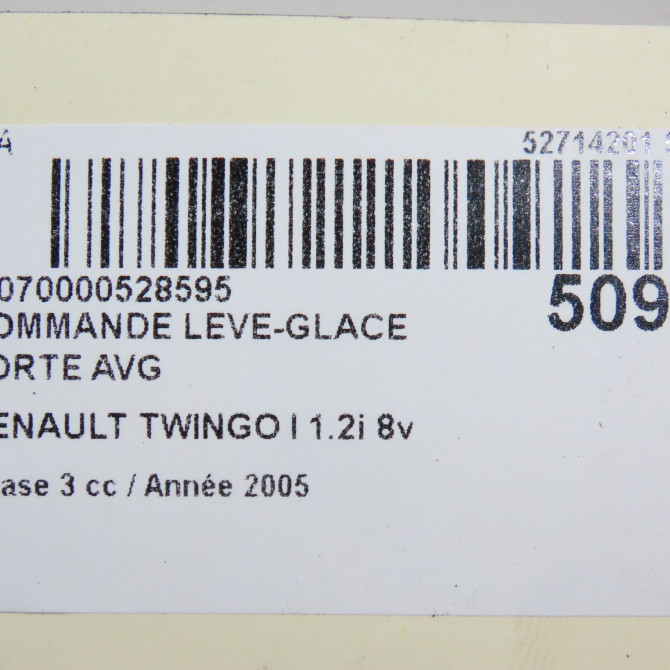 A 52714201
070000528595 509
OMMANDE LEVE-GLACE
ORTE AVG
ENAULT TWINGO I 1.2i 8v
ase 3 cc / Année 2005